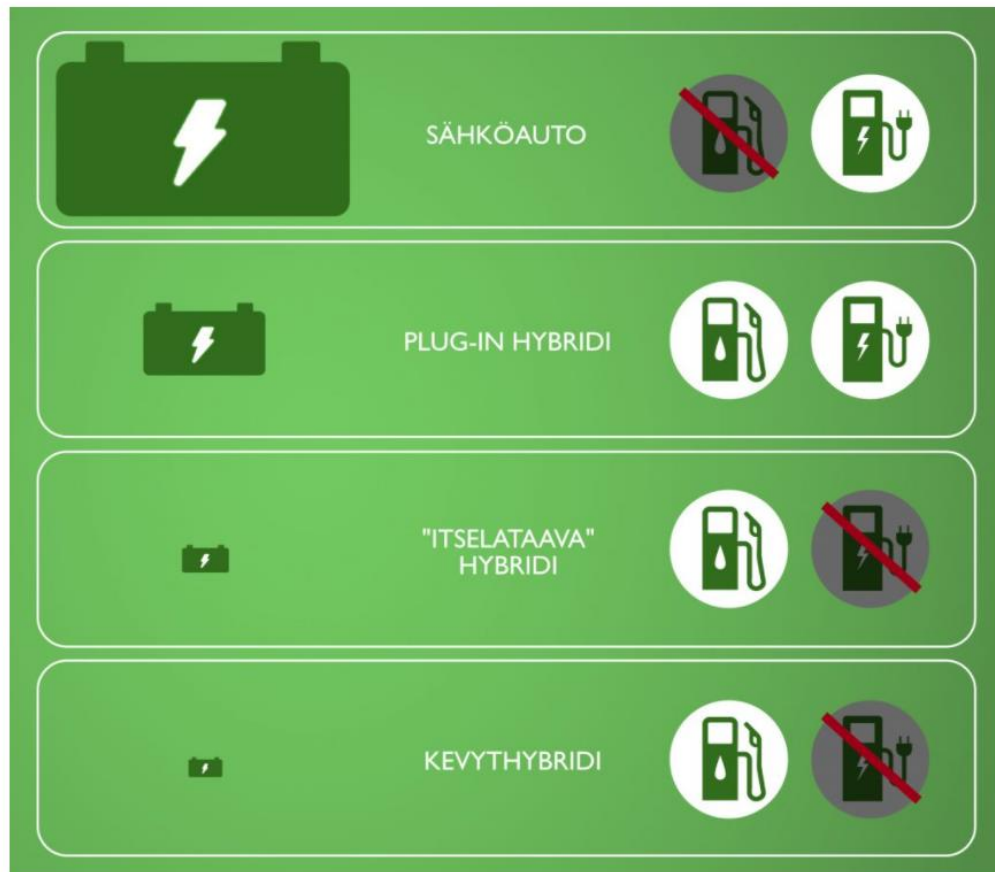 SÄHKÖAUTO
PLUG-IN HYBRIDI
"ITSELATAAVA"
HYBRIDI
KEVYTHYBRIDI